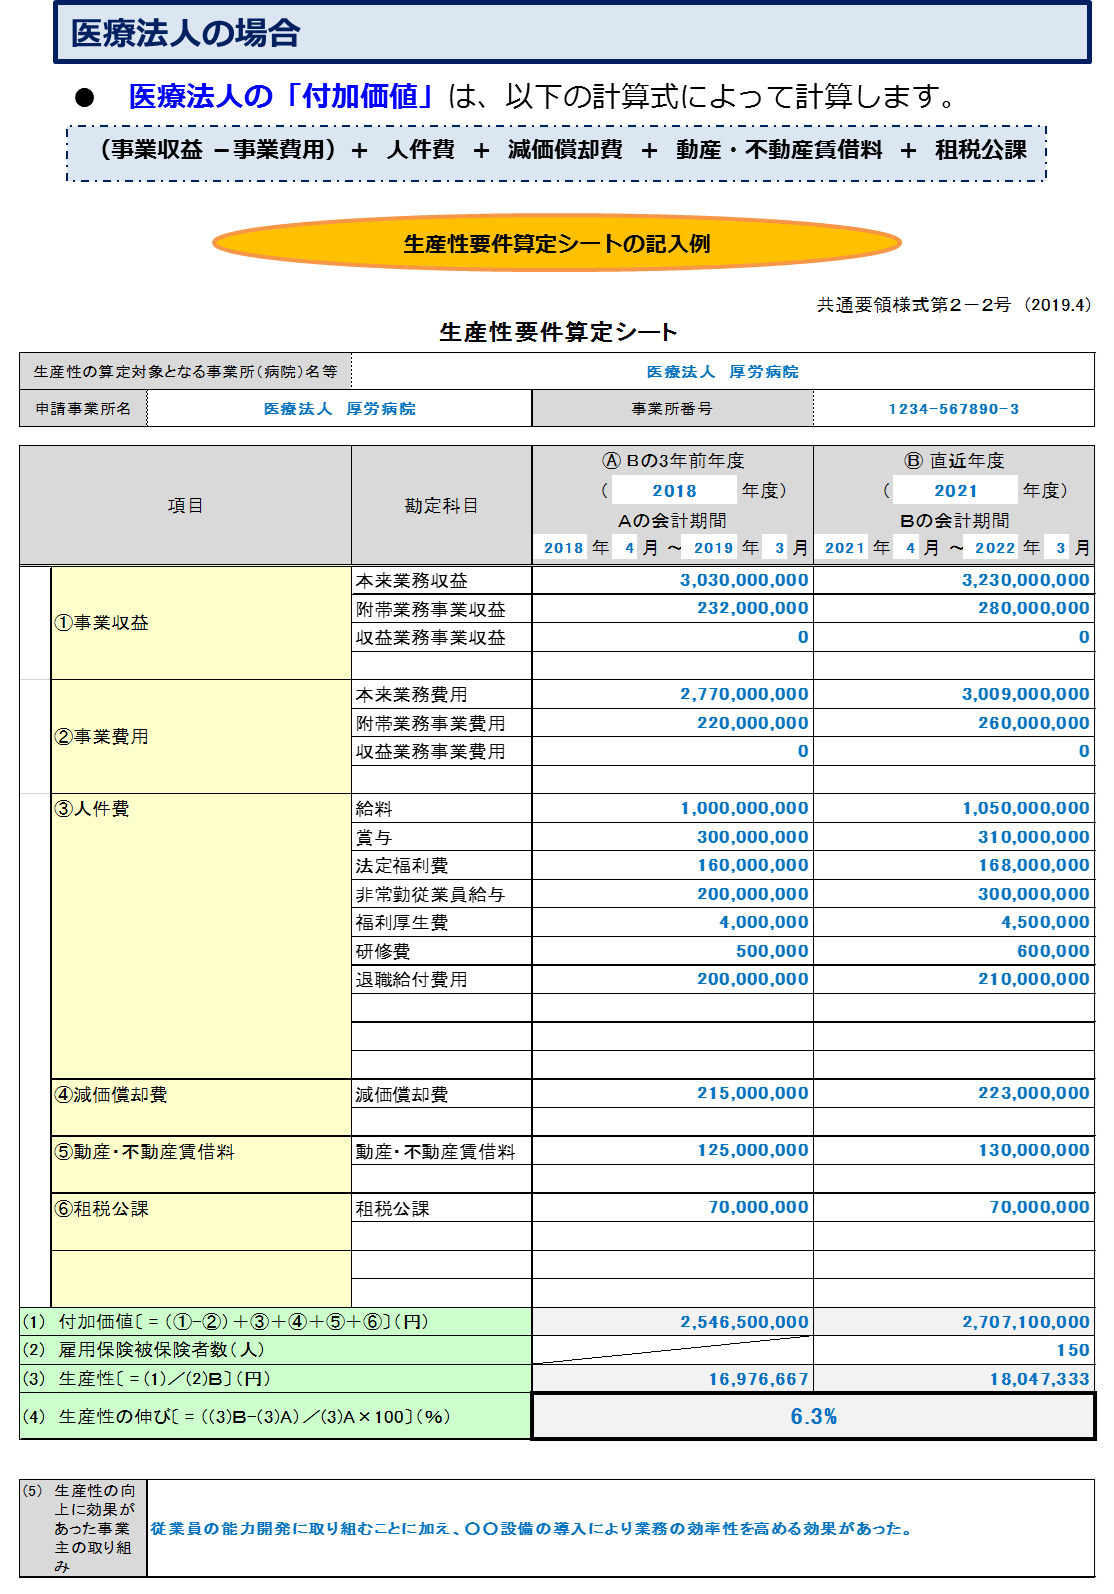 医療法人の場合
● 医療法人の「付加価値」は、以下の計算式によって計算します。
（事業収益 －事業費用）＋ 人件費 ＋ 減価償却費 ＋ 動産・不動産賃借料 ＋ 租税公課
生産性要件算定シートの記入例
共通要領様式第２－２号 (2019.4)
生産性要件算定シート
生産性の算定対象となる事業所(病院)名等 医療法人 厚労病院
申請事業所名 医療法人 厚労病院 事業所番号 1234-567890-3
項目 勘定科目
Ⓐ Ｂの3年前年度 Ⓑ 直近年度
( 2018 年度) ( 2021 年度)
Ａの会計期間 Ｂの会計期間
2018 年 4 月 ～ 2019 年 3 月 2021 年 4 月 ～ 2022 年 3 月
①事業収益
本来業務収益 3,030,000,000 3,230,000,000
附帯業務事業収益 232,000,000 280,000,000
収益業務事業収益 0 0
②事業費用
本来業務費用 2,770,000,000 3,009,000,000
附帯業務事業費用 220,000,000 260,000,000
収益業務事業費用 0 0
③人件費 給料 1,000,000,000 1,050,000,000
賞与 300,000,000 310,000,000
法定福利費 160,000,000 168,000,000
非常勤従業員給与 200,000,000 300,000,000
福利厚生費 4,000,000 4,500,000
研修費 500,000 600,000
退職給付費用 200,000,000 210,000,000
④減価償却費 減価償却費 215,000,000 223,000,000
⑤動産・不動産賃借料 動産・不動産賃借料 125,000,000 130,000,000
⑥租税公課 租税公課 70,000,000 70,000,000
(1) 付加価値〔 = (①-②)＋③＋④＋⑤＋⑥〕(円) 2,546,500,000 2,707,100,000
(2) 雇用保険被保険者数(人) 150
(3) 生産性〔 =(1)／(2)Ｂ〕(円) 16,976,667 18,047,333
(4) 生産性の伸び〔 = ((3)Ｂ-(3)Ａ)／(3)Ａ×100〕(％) 6.3%
(5) 生産性の向
上に効果が
あった事業
主の取り組
み
従業員の能力開発に取り組むことに加え、〇〇設備の導入により業務の効率性を高める効果があった。